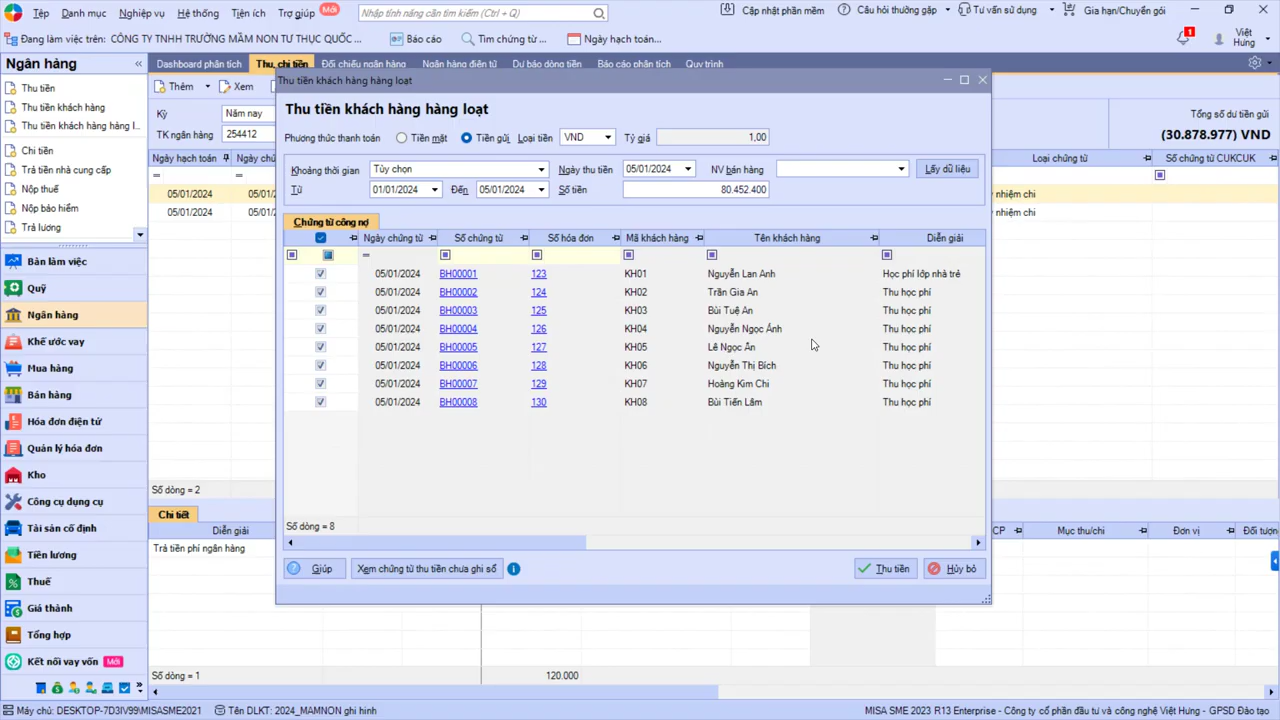 Tệp Danh mục Nghiệp vụ Hệ thống Tiện ích Trợ giúp Mới Nhập tính năng cần tìm kiếm (Ctrl + Q) Cập nhật phần mềm Câu hỏi thường gặp Tư vấn sử dụng Gia hạn/Chuyển gói
Đang làm việc trên: CÔNG TY TNHH TRƯỜNG MẦM NON TƯ THỤC QUỐC ... Báo cáo Tìm chứng từ ... Ngày hạch toán... 1 Việt Hưng
Ngân hàng « Dashboard phân tích Thu, chi tiền Đối chiếu ngân hàng Ngân hàng điện tử Dự báo dòng tiền Báo cáo phân tích Quy trình
Thu tiền
Thu tiền khách hàng
Thu tiền khách hàng hàng l...
Chi tiền
Trả tiền nhà cung cấp
Nộp thuế
Nộp bảo hiểm
Trả lương
Bàn làm việc
Quỹ
Ngân hàng
Khế ước vay
Mua hàng
Bán hàng
Hóa đơn điện tử
Quản lý hóa đơn
Kho
Công cụ dụng cụ
Tài sản cố định
Tiền lương
Thuế
Giá thành
Tổng hợp
Kết nối vay vốn Mới
Thêm Xem
Kỳ Năm nay
TK ngân hàng 254412
Tổng số dư tiền gửi
(30.878.977) VND
Ngày hạch toán Ngày chứ Loại chứng từ Số chứng từ CUKCUK
=
05/01/2024 05/01/ nhiệm chi
05/01/2024 05/01/ nhiệm chi
Số dòng = 2
Thu tiền khách hàng hàng loạt
Thu tiền khách hàng hàng loạt
Phương thức thanh toán Tiền mặt Tiền gửi Loại tiền VND Tỷ giá 1,00
Khoảng thời gian Tùy chọn Ngày thu tiền 05/01/2024 NV bán hàng Lấy dữ liệu
Từ 01/01/2024 Đến 05/01/2024 Số tiền 80.452.400
Chứng từ công nợ
Ngày chứng từ Số chứng từ Số hóa đơn Mã khách hàng Tên khách hàng Diễn giải
=
05/01/2024 BH00001 123 KH01 Nguyễn Lan Anh Học phí lớp nhà trẻ
05/01/2024 BH00002 124 KH02 Trần Gia An Thu học phí
05/01/2024 BH00003 125 KH03 Bùi Tuệ An Thu học phí
05/01/2024 BH00004 126 KH04 Nguyễn Ngọc Ánh Thu học phí
05/01/2024 BH00005 127 KH05 Lê Ngọc Ân Thu học phí
05/01/2024 BH00006 128 KH06 Nguyễn Thị Bích Thu học phí
05/01/2024 BH00007 129 KH07 Hoàng Kim Chi Thu học phí
05/01/2024 BH00008 130 KH08 Bùi Tiến Lâm Thu học phí
Số dòng = 8
Giúp Xem chứng từ thu tiền chưa ghi sổ Thu tiền Hủy bỏ
Chi tiết
Diễn giải CP Mục thu/chi Đơn vị Đối tượng
Trả tiền phí ngân hàng
Số dòng = 1 120.000
Máy chủ: DESKTOP-7D3IV99\MISASME2021 Tên DLKT: 2024_MAMNON ghi hinh MISA SME 2023 R13 Enterprise - Công ty cổ phần đầu tư và công nghệ Việt Hưng - GPSD Đào tạo